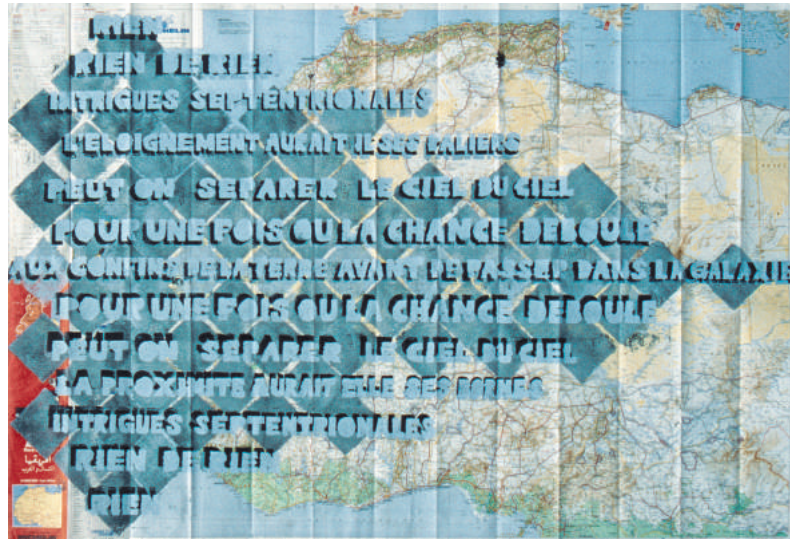 RIEN
RIEN DE RIEN
INTRIGUES SEPTENTRIONALES
L'ELOIGNEMENT AURAIT IL SES PALIERS
PEUT ON SEPARER LE CIEL DU CIEL
POUR UNE FOIS OU LA CHANCE DEBOULE
AUX CONFINS DE LA TERRE AVANT DE PASSER DANS LA GALAXIE
POUR UNE FOIS OU LA CHANCE DEBOULE
PEUT ON SEPARER LE CIEL DU CIEL
LA PROXIMITE AURAIT ELLE SES BORNES
INTRIGUES SEPTENTRIONALES
RIEN DE RIEN
أفريقيا
RIEN